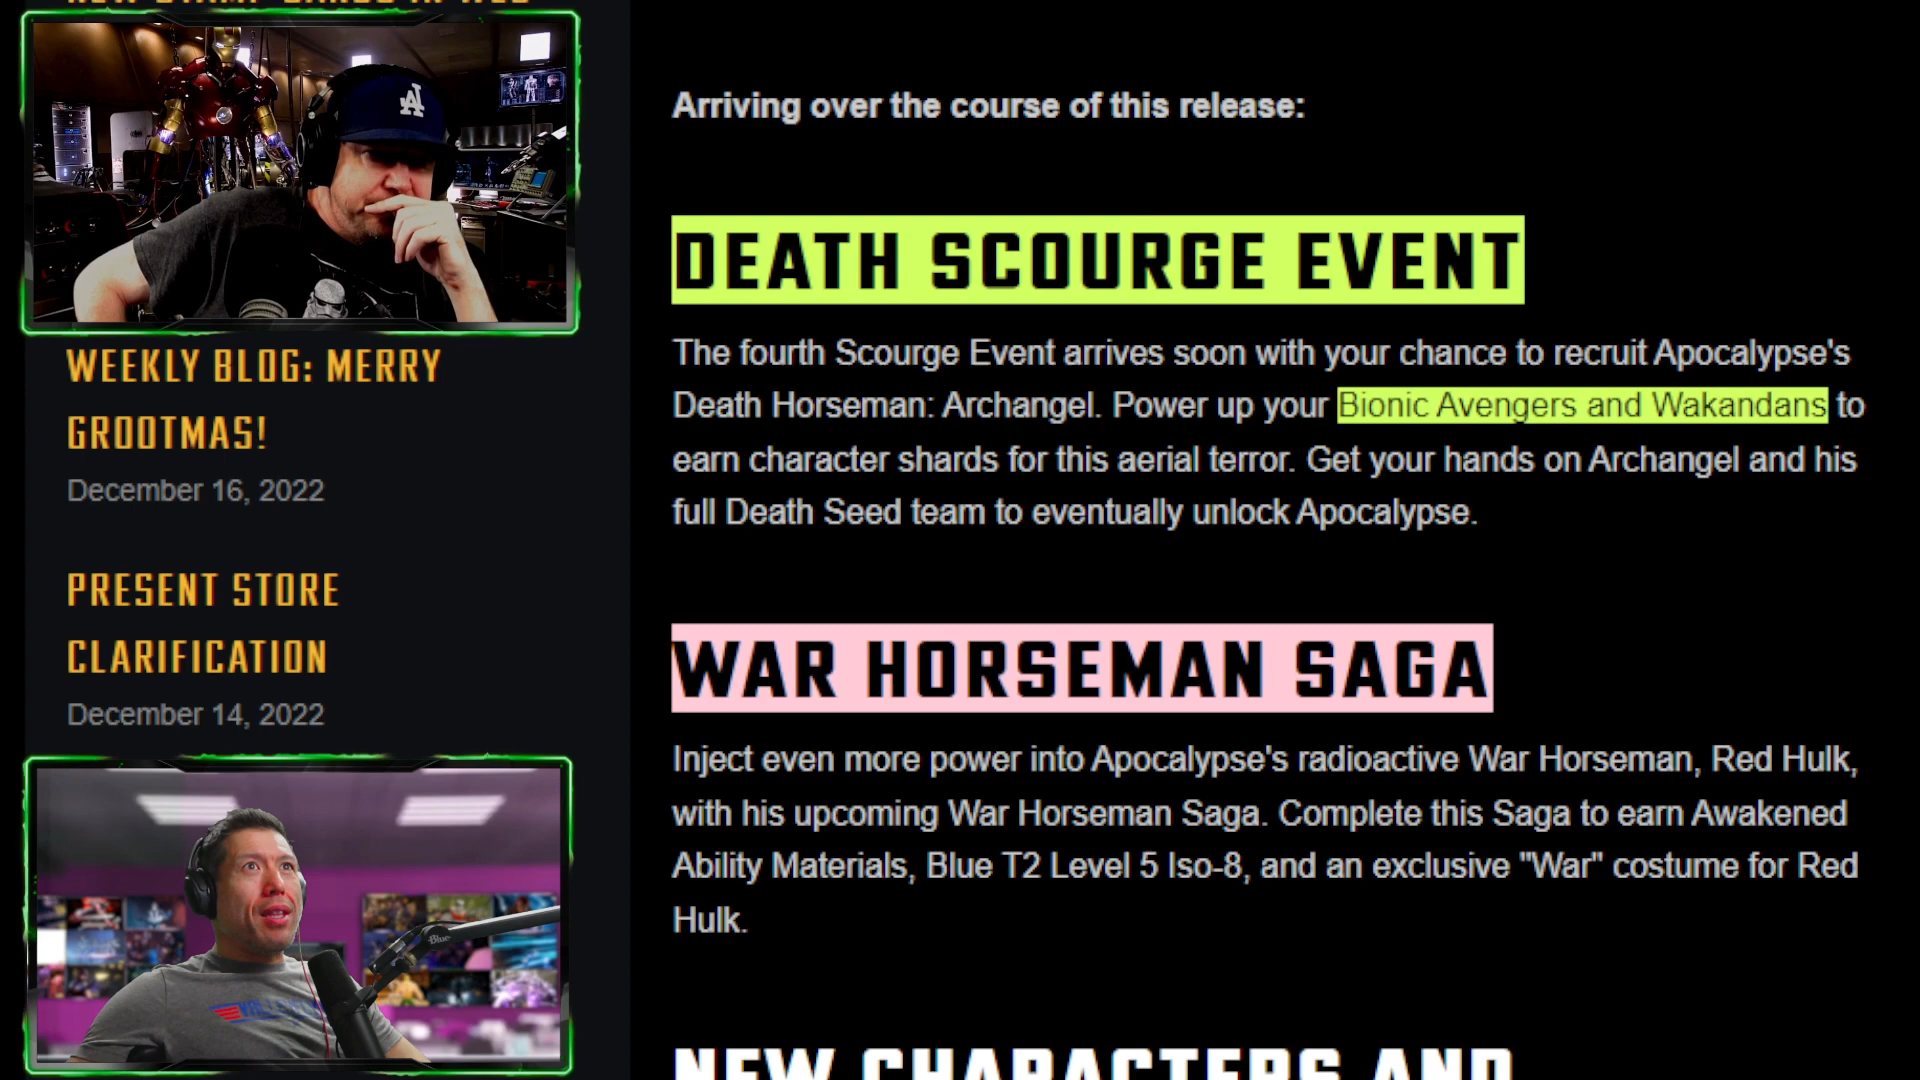 WEEKLY BLOG: MERRY
GROOTMAS!
December 16, 2022
PRESENT STORE
CLARIFICATION
December 14, 2022
Blue
Arriving over the course of this release:
DEATH SCOURGE EVENT
The fourth Scourge Event arrives soon with your chance to recruit Apocalypse's
Death Horseman: Archangel. Power up your Bionic Avengers and Wakandans to
earn character shards for this aerial terror. Get your hands on Archangel and his
full Death Seed team to eventually unlock Apocalypse.
WAR HORSEMAN SAGA
Inject even more power into Apocalypse's radioactive War Horseman, Red Hulk,
with his upcoming War Horseman Saga. Complete this Saga to earn Awakened
Ability Materials, Blue T2 Level 5 Iso-8, and an exclusive "War" costume for Red
Hulk.
NEW CHARACTERS AND